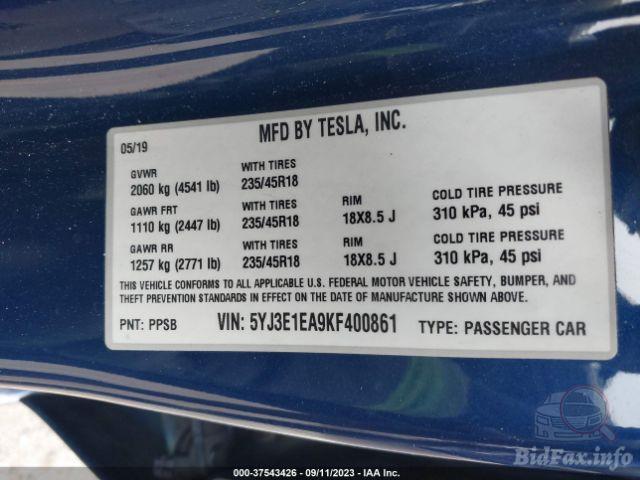 MFD BY TESLA, INC.
05/19
GVWR WITH TIRES
2060 kg (4541 lb) 235/45R18
GAWR FRT WITH TIRES RIM COLD TIRE PRESSURE
1110 kg (2447 lb) 235/45R18 18X8.5 J 310 kPa, 45 psi
GAWR RR WITH TIRES RIM COLD TIRE PRESSURE
1257 kg (2771 lb) 235/45R18 18X8.5 J 310 kPa, 45 psi
THIS VEHICLE CONFORMS TO ALL APPLICABLE U.S. FEDERAL MOTOR VEHICLE SAFETY, BUMPER, AND
THEFT PREVENTION STANDARDS IN EFFECT ON THE DATE OF MANUFACTURE SHOWN ABOVE.
PNT: PPSB VIN: 5YJ3E1EA9KF400861 TYPE: PASSENGER CAR
BidFax.info
000-37543426 - 09/11/2023 - IAA Inc.